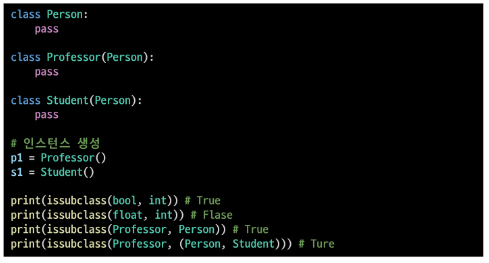 class Person:
    pass

class Professor(Person):
    pass

class Student(Person):
    pass

# 인스턴스 생성
p1 = Professor()
s1 = Student()

print(issubclass(bool, int)) # True
print(issubclass(float, int)) # Flase
print(issubclass(Professor, Person)) # True
print(issubclass(Professor, (Person, Student))) # Ture